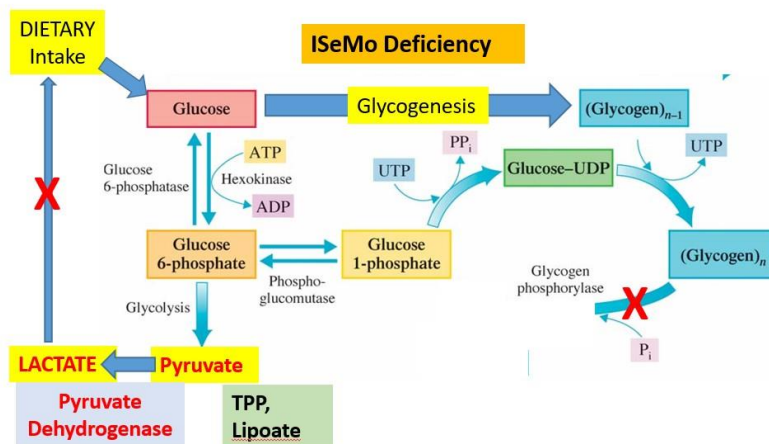 DIETARY
Intake
ISeMo Deficiency
Glucose
Glycogenesis
(Glycogen)n–1
ATP
PPi
UTP
Glucose
6-phosphatase
Hexokinase
UTP
Glucose–UDP
ADP
X
Glucose
6-phosphate
Glucose
1-phosphate
(Glycogen)n
Phospho-
glucomutase
Glycogen
phosphorylase
X
Glycolysis
Pi
LACTATE
Pyruvate
Pyruvate
Dehydrogenase
TPP,
Lipoate